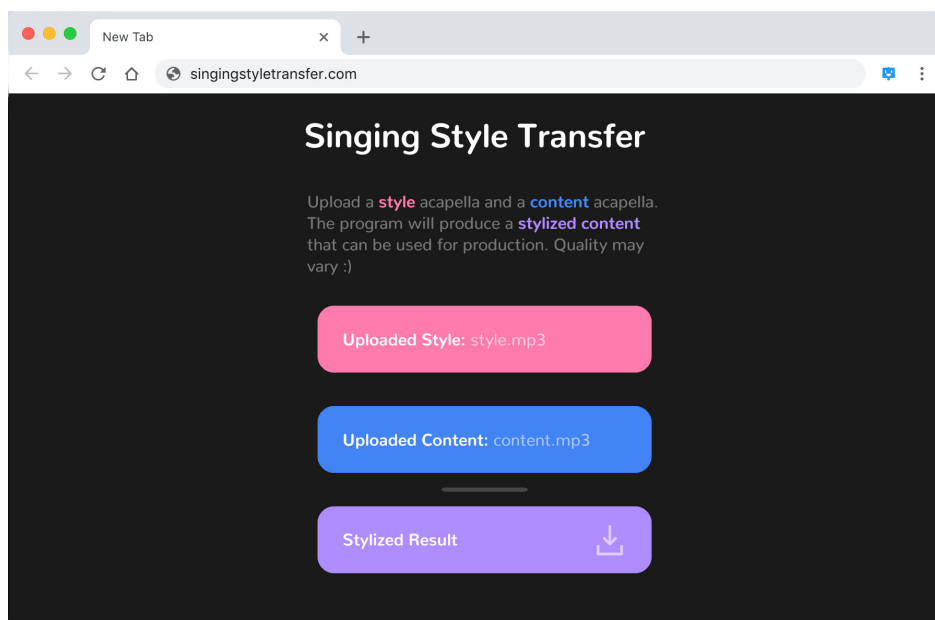 New Tab
singingstyletransfer.com
Singing Style Transfer
Upload a style acapella and a content acapella.
The program will produce a stylized content
that can be used for production. Quality may
vary :)
Uploaded Style: style.mp3
Uploaded Content: content.mp3
Stylized Result